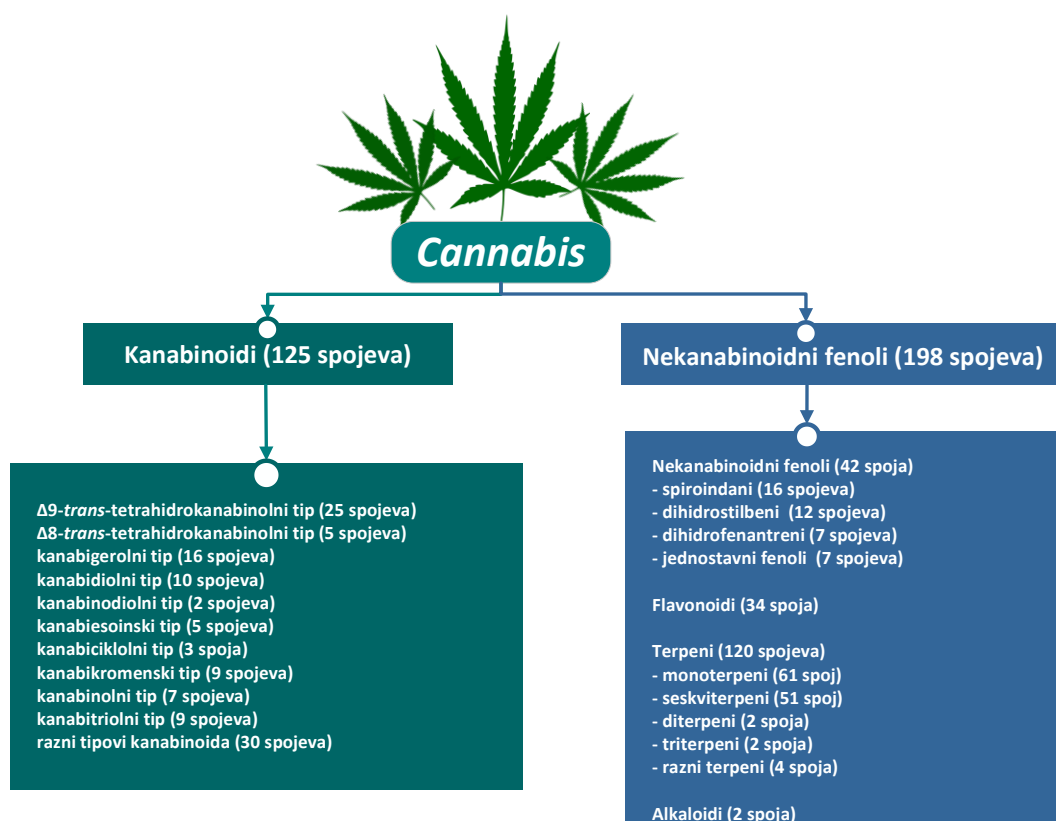 Cannabis
Kanabinoidi (125 spojeva)
Δ9-trans-tetrahidrokanabinolni tip (25 spojeva)
Δ8-trans-tetrahidrokanabinolni tip (5 spojeva)
kanabigerolni tip (16 spojeva)
kanabidiolni tip (10 spojeva)
kanabinodiolni tip (2 spojeva)
kanabiesoinski tip (5 spojeva)
kanabiciklolni tip (3 spoja)
kanabikromenski tip (9 spojeva)
kanabinolni tip (7 spojeva)
kanabitriolni tip (9 spojeva)
razni tipovi kanabinoida (30 spojeva)
Nekanabinoidni fenoli (198 spojeva)
Nekanabinoidni fenoli (42 spoja)
- spiroindani (16 spojeva)
- dihidrostilbeni (12 spojeva)
- dihidrofenantreni (7 spojeva)
- jednostavni fenoli (7 spojeva)
Flavonoidi (34 spoja)
Terpeni (120 spojeva)
- monoterpeni (61 spoj)
- seskviterpeni (51 spoj)
- diterpeni (2 spoja)
- triterpeni (2 spoja)
- razni terpeni (4 spoja)
Alkaloidi (2 spoja)